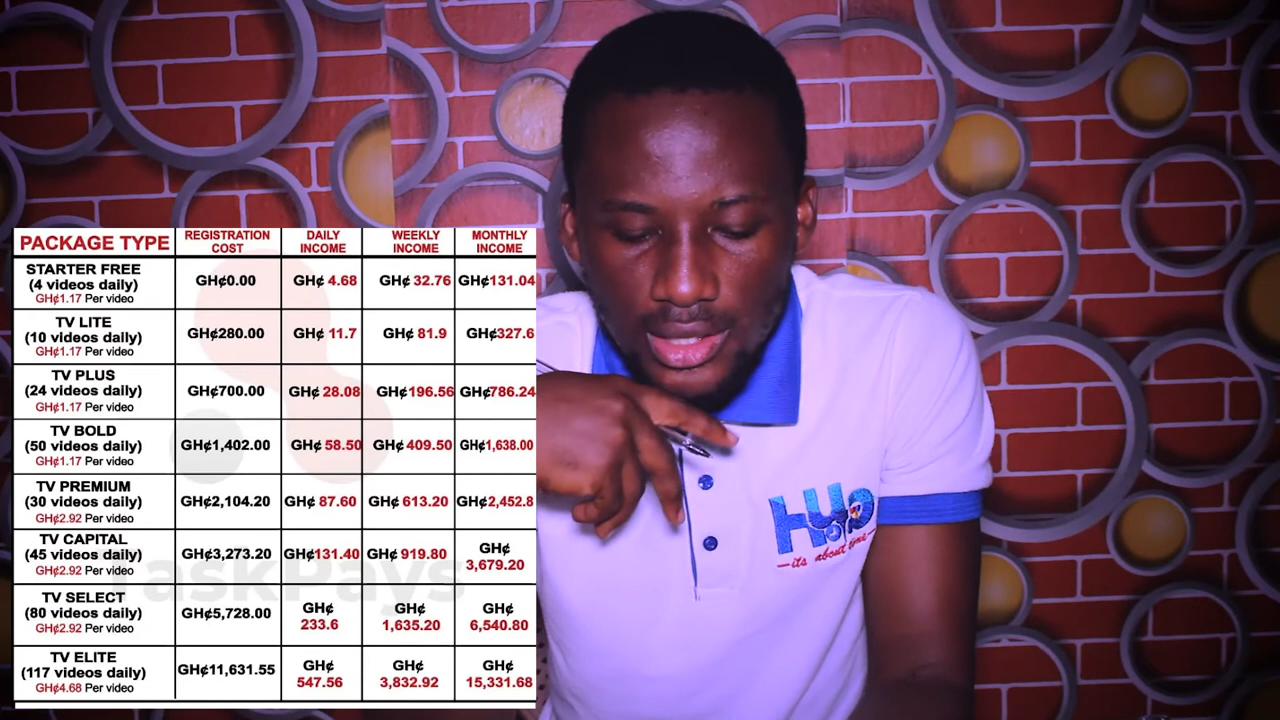 PACKAGE TYPE
REGISTRATION COST
DAILY INCOME
WEEKLY INCOME
MONTHLY INCOME
STARTER FREE
(4 videos daily)
GH₵1.17 Per video
GH₵0.00
GH₵ 4.68
GH₵ 32.76
GH₵131.04
TV LITE
(10 videos daily)
GH₵1.17 Per video
GH₵280.00
GH₵ 11.7
GH₵ 81.9
GH₵327.6
TV PLUS
(24 videos daily)
GH₵1.17 Per video
GH₵700.00
GH₵ 28.08
GH₵196.56
GH₵786.24
TV BOLD
(50 videos daily)
GH₵1.17 Per video
GH₵1,402.00
GH₵ 58.50
GH₵ 409.50
GH₵1,638.00
TV PREMIUM
(30 videos daily)
GH₵2.92 Per video
GH₵2,104.20
GH₵ 87.60
GH₵ 613.20
GH₵2,452.8
TV CAPITAL
(45 videos daily)
GH₵2.92 Per video
GH₵3,273.20
GH₵131.40
GH₵ 919.80
GH₵
3,679.20
TV SELECT
(80 videos daily)
GH₵2.92 Per video
GH₵5,728.00
GH₵
233.6
GH₵
1,635.20
GH₵
6,540.80
TV ELITE
(117 videos daily)
GH₵4.68 Per video
GH₵11,631.55
GH₵
547.56
GH₵
3,832.92
GH₵
15,331.68
askPays
its about time